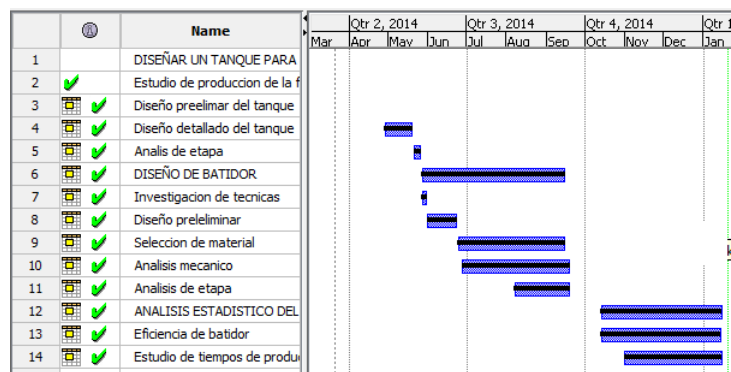 Name
Qtr 2, 2014 Qtr 3, 2014 Qtr 4, 2014 Qtr 1
Mar Apr May Jun Jul Aug Sep Oct Nov Dec Jan
1 DISEÑAR UN TANQUE PARA
2 Estudio de produccion de la f
3 Diseño preelimar del tanque
4 Diseño detallado del tanque
5 Analis de etapa
6 DISEÑO DE BATIDOR
7 Investigacion de tecnicas
8 Diseño preleliminar
9 Seleccion de material
10 Analisis mecanico
11 Analisis de etapa
12 ANALISIS ESTADISTICO DEL
13 Eficiencia de batidor
14 Estudio de tiempos de produ